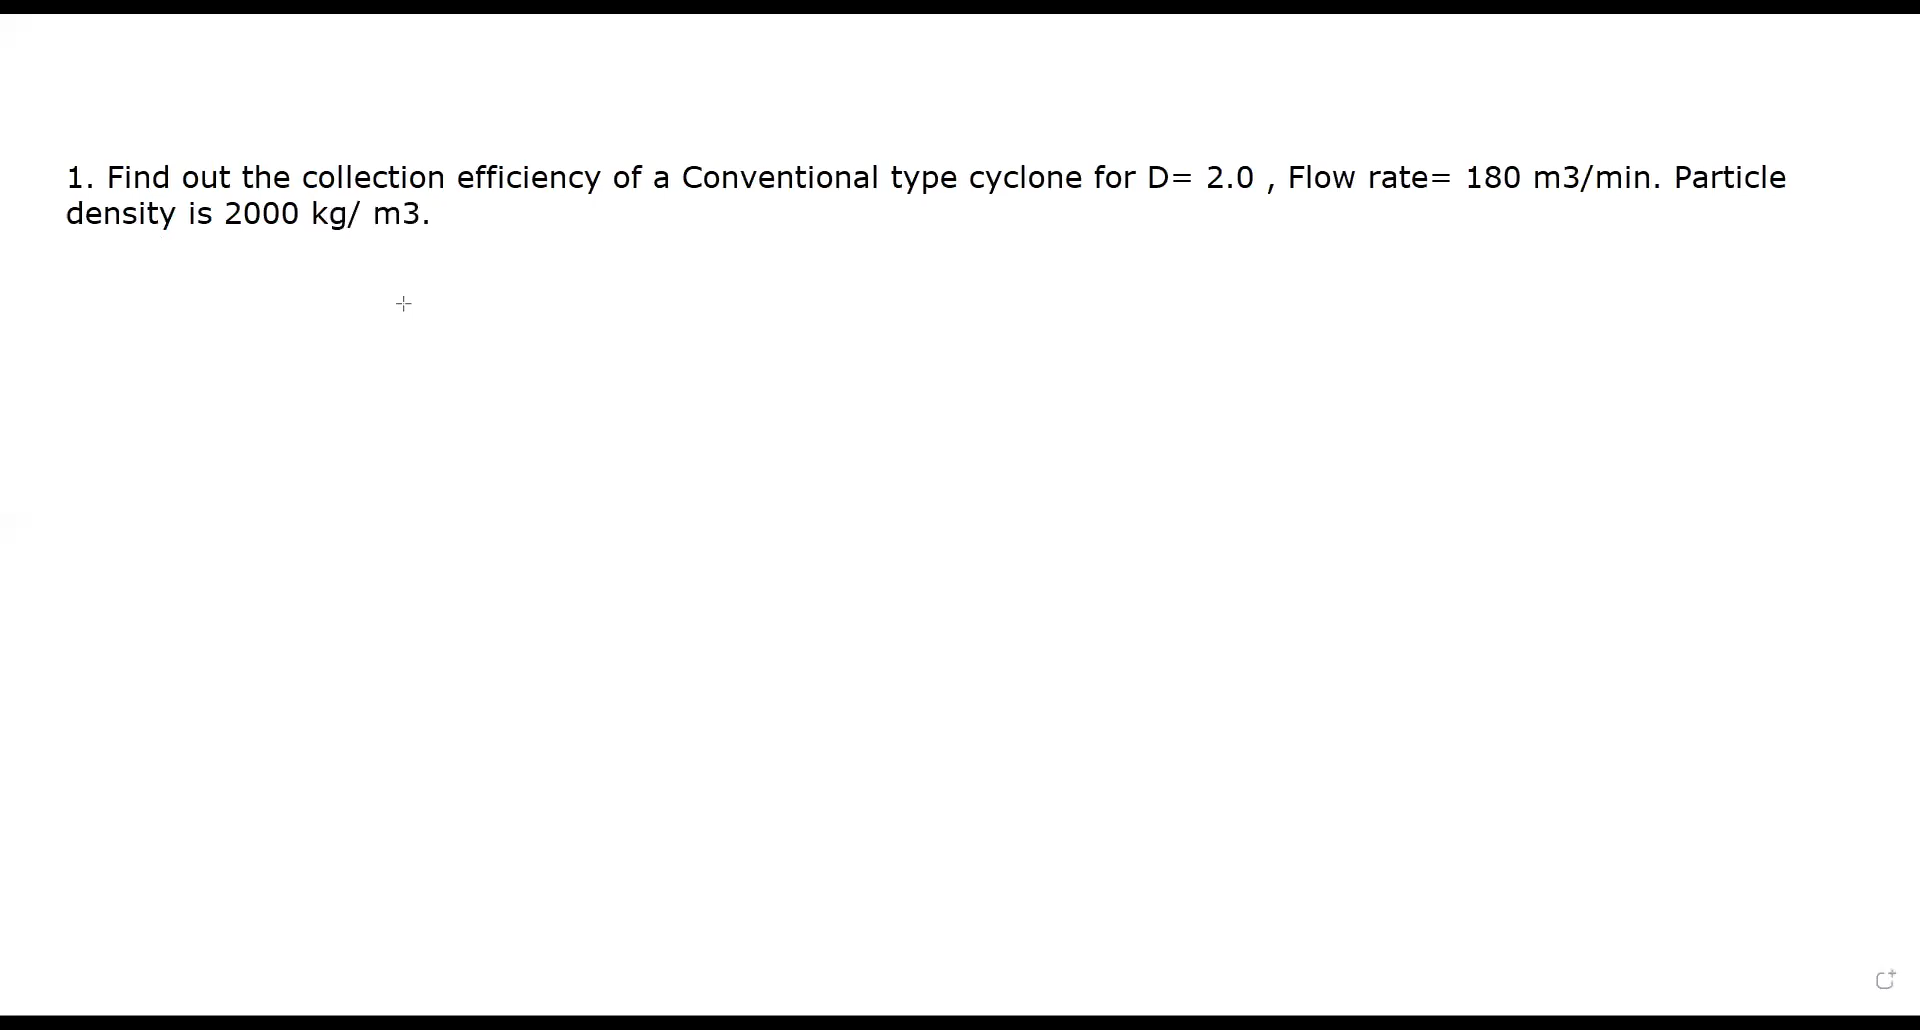 1. Find out the collection efficiency of a Conventional type cyclone for D= 2.0 , Flow rate= 180 m3/min. Particle
density is 2000 kg/ m3.